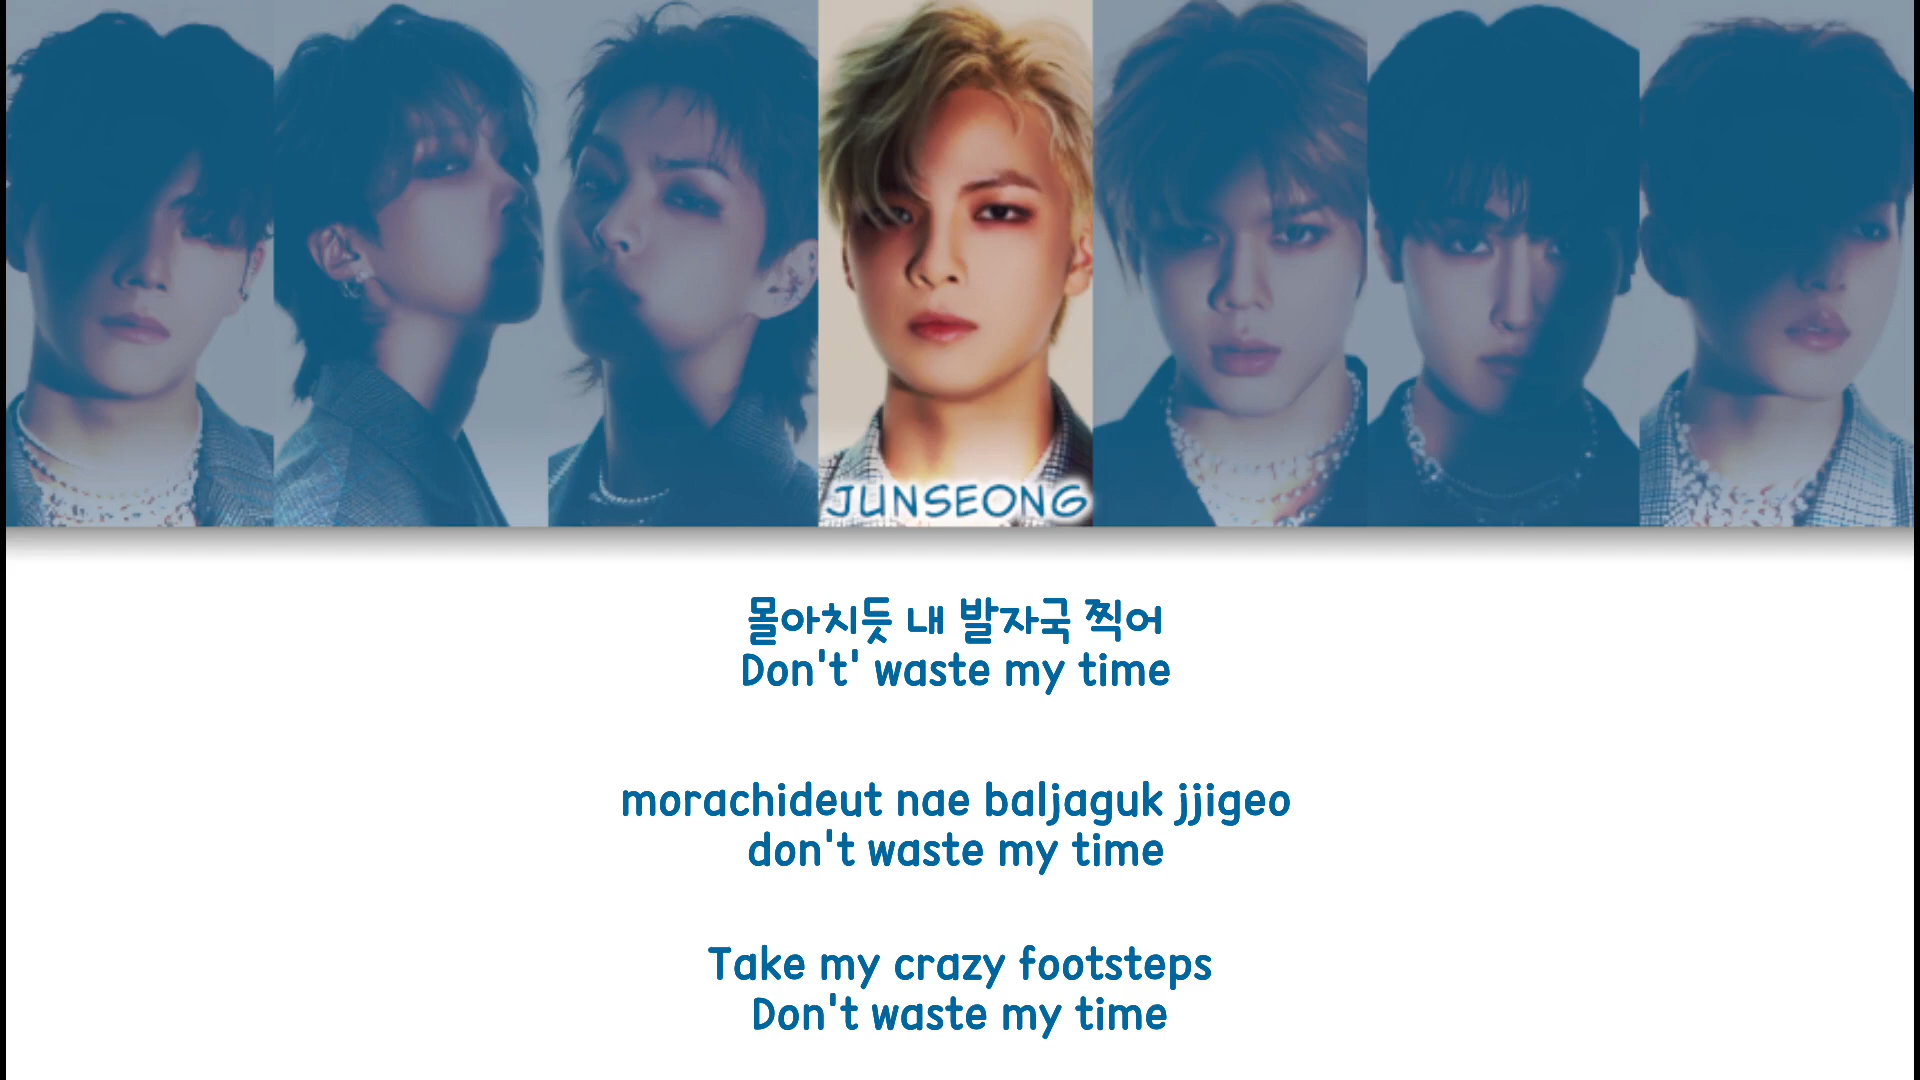 JUNSEONG
몰아치듯 내 발자국 찍어
Don't' waste my time
morachideut nae baljaguk jjigeo
don't waste my time
Take my crazy footsteps
Don't waste my time